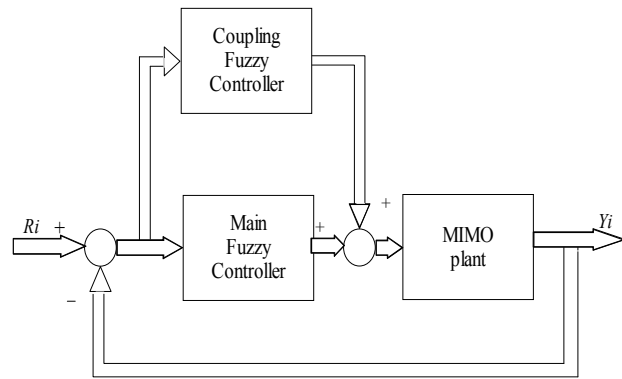 Coupling
Fuzzy
Controller
+
Ri +
Main
Fuzzy
Controller
+
MIMO
plant
Yi
−